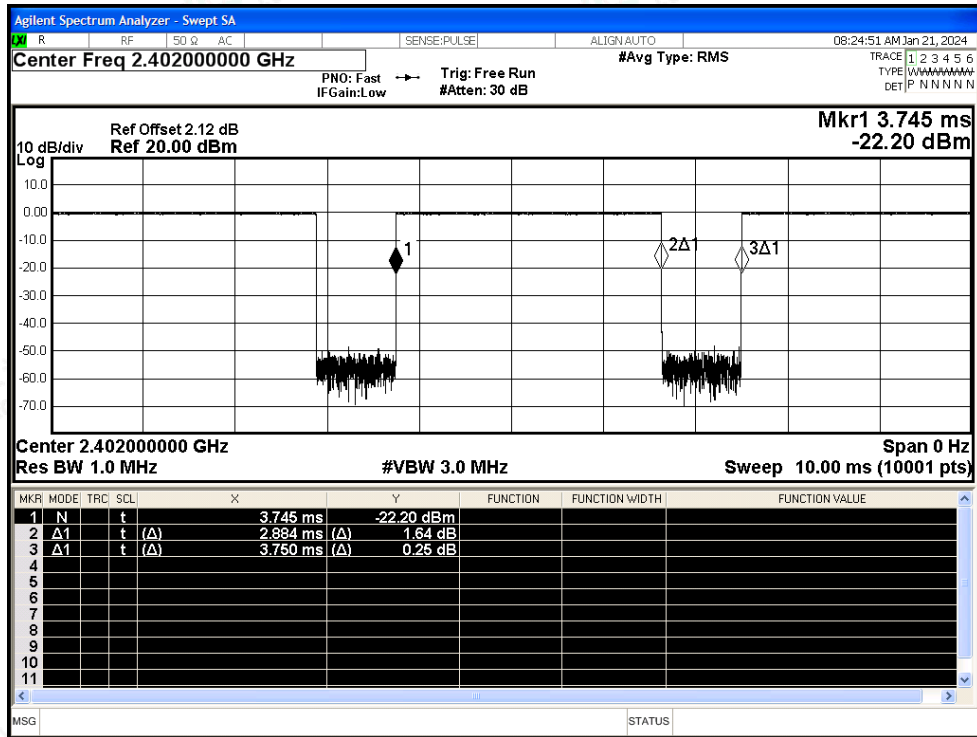 Agilent Spectrum Analyzer - Swept SA
LXI R RF 50 Ω AC SENSE:PULSE ALIGN AUTO 08:24:51 AM Jan 21, 2024
Center Freq 2.402000000 GHz
#Avg Type: RMS
TRACE 1 2 3 4 5 6
TYPE
DET P N N N N N
PNO: Fast
IFGain:Low
Trig: Free Run
#Atten: 30 dB
Mkr1 3.745 ms
-22.20 dBm
Ref Offset 2.12 dB
Ref 20.00 dBm
10 dB/div
Log
10.0
0.00
-10.0
-20.0
-30.0
-40.0
-50.0
-60.0
-70.0
1
2Δ1
3Δ1
Center 2.402000000 GHz Span 0 Hz
Res BW 1.0 MHz #VBW 3.0 MHz Sweep 10.00 ms (10001 pts)
MKR MODE TRC SCL X Y FUNCTION FUNCTION WIDTH FUNCTION VALUE
1 N t 3.745 ms -22.20 dBm
2 Δ1 t (Δ) 2.884 ms (Δ) 1.64 dB
3 Δ1 t (Δ) 3.750 ms (Δ) 0.25 dB
4
5
6
7
8
9
10
11
MSG STATUS